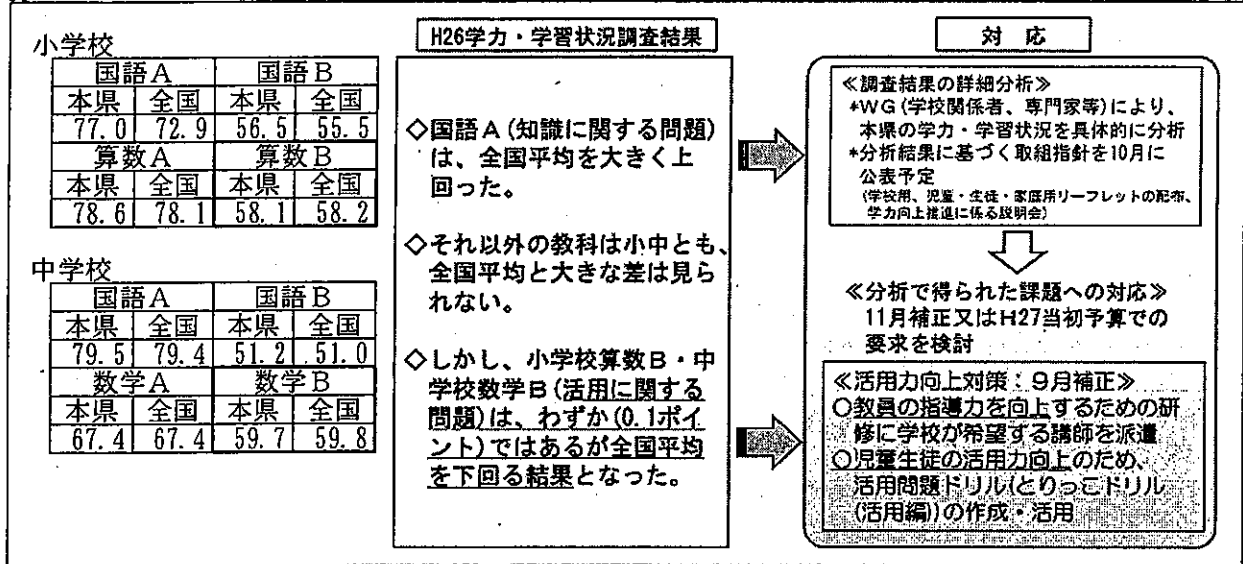 小学校
国語A 国語B
本県 全国 本県 全国
77.0 72.9 56.5 55.5
算数A 算数B
本県 全国 本県 全国
78.6 78.1 58.1 58.2
中学校
国語A 国語B
本県 全国 本県 全国
79.5 79.4 51.2 51.0
数学A 数学B
本県 全国 本県 全国
67.4 67.4 59.7 59.8
H26学力・学習状況調査結果
◇国語A(知識に関する問題)
は、全国平均を大きく上
回った。
◇それ以外の教科は小中とも、
全国平均と大きな差は見ら
れない。
◇しかし、小学校算数B・中
学校数学B(活用に関する
問題)は、わずか(0.1ポイ
ント)ではあるが全国平均
を下回る結果となった。
対 応
≪調査結果の詳細分析≫
*WG(学校関係者、専門家等)により、
本県の学力・学習状況を具体的に分析
*分析結果に基づく取組指針を10月に
公表予定
(学校用、児童・生徒・家庭用リーフレットの配布、
学力向上推進に係る説明会)
≪分析で得られた課題への対応≫
11月補正又はH27当初予算での
要求を検討
≪活用力向上対策:9月補正≫
○教員の指導力を向上するための研
修に学校が希望する講師を派遣
○児童生徒の活用力向上のため、
活用問題ドリル(とりっこドリル
(活用編))の作成・活用